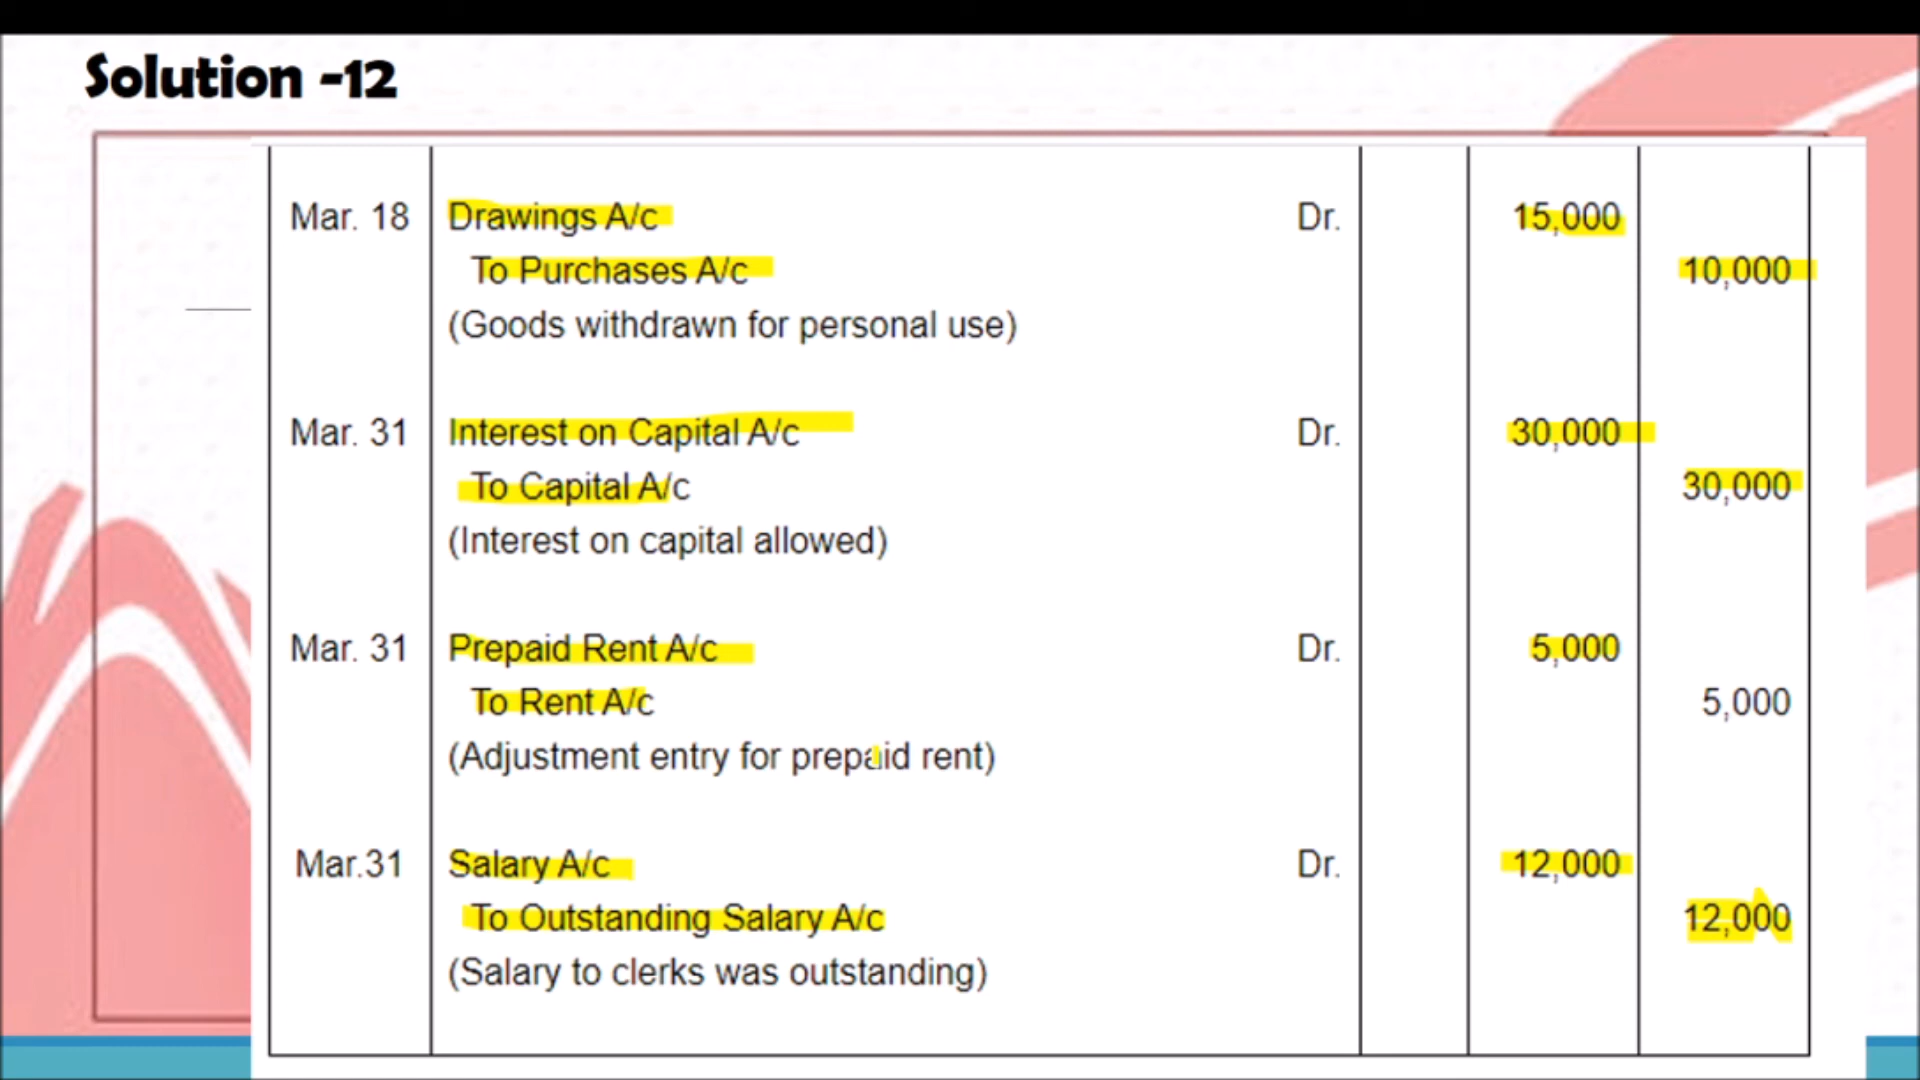 Solution -12
Mar. 18 Drawings A/c Dr. 15,000
To Purchases A/c 10,000
(Goods withdrawn for personal use)
Mar. 31 Interest on Capital A/c Dr. 30,000
To Capital A/c 30,000
(Interest on capital allowed)
Mar. 31 Prepaid Rent A/c Dr. 5,000
To Rent A/c 5,000
(Adjustment entry for prepaid rent)
Mar.31 Salary A/c Dr. 12,000
To Outstanding Salary A/c 12,000
(Salary to clerks was outstanding)